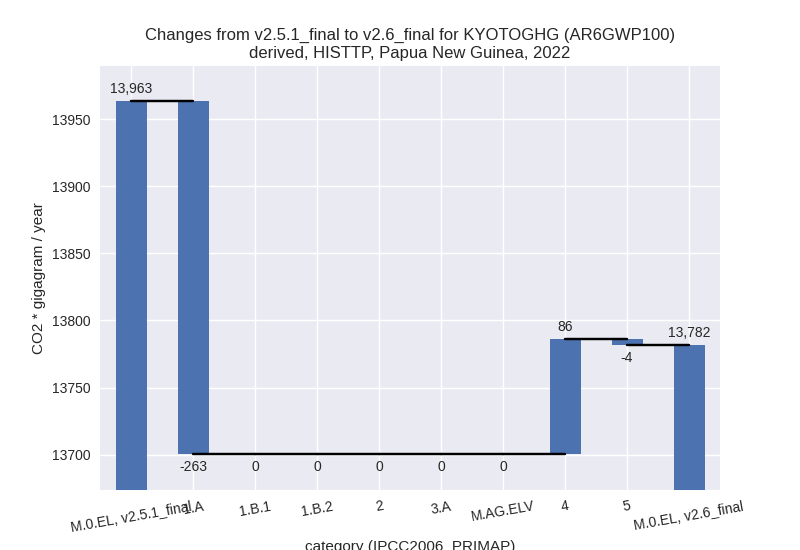 Changes from v2.5.1_final to v2.6_final for KYOTOGHG (AR6GWP100)
derived, HISTTP, Papua New Guinea, 2022
13,963
13950
13900
13850
13800
13750
13700
CO2 * gigagram / year
-263
0
0
0
0
0
86
-4
13,782
M.0.EL, v2.5.1_final
1.A
1.B.1
1.B.2
2
3.A
M.AG.ELV
4
5
M.0.EL, v2.6_final
category (IPCC2006_PRIMAP)